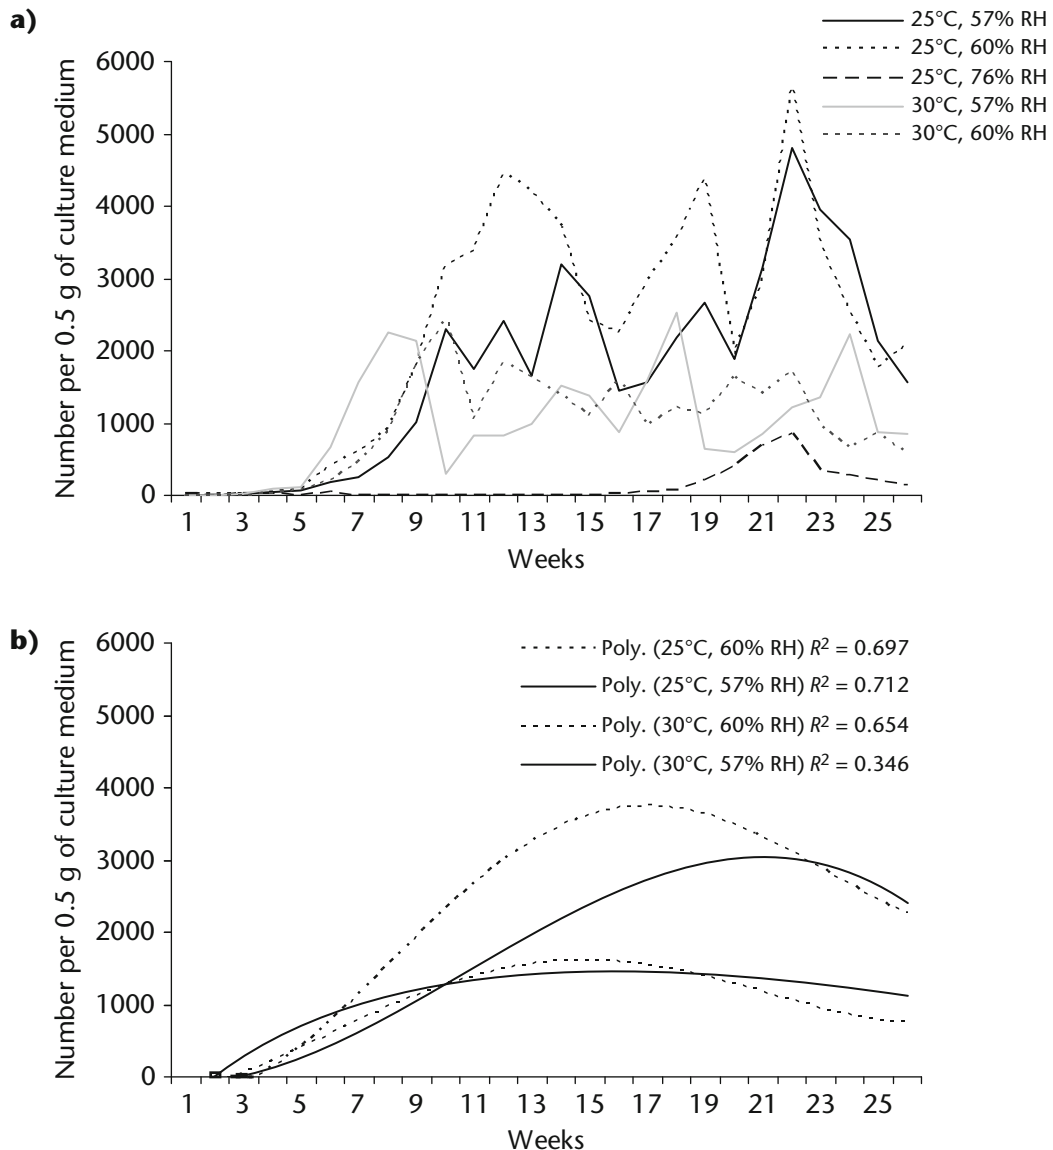 a)
25°C, 57% RH
25°C, 60% RH
25°C, 76% RH
30°C, 57% RH
30°C, 60% RH
Number per 0.5 g of culture medium
6000
5000
4000
3000
2000
1000
0
1 3 5 7 9 11 13 15 17 19 21 23 25
Weeks
b)
Poly. (25°C, 60% RH) R² = 0.697
Poly. (25°C, 57% RH) R² = 0.712
Poly. (30°C, 60% RH) R² = 0.654
Poly. (30°C, 57% RH) R² = 0.346
Number per 0.5 g of culture medium
6000
5000
4000
3000
2000
1000
0
1 3 5 7 9 11 13 15 17 19 21 23 25
Weeks